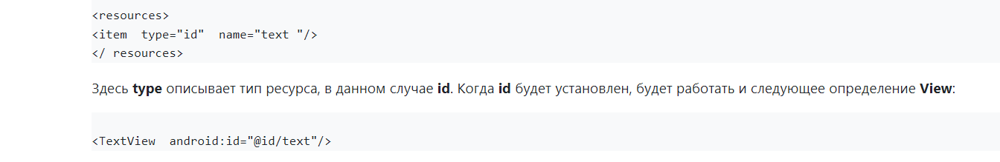 <resources>
<item  type="id"  name="text "/>
</ resources>
Здесь type описывает тип ресурса, в данном случае id. Когда id будет установлен, будет работать и следующее определение View:
<TextView  android:id="@id/text"/>